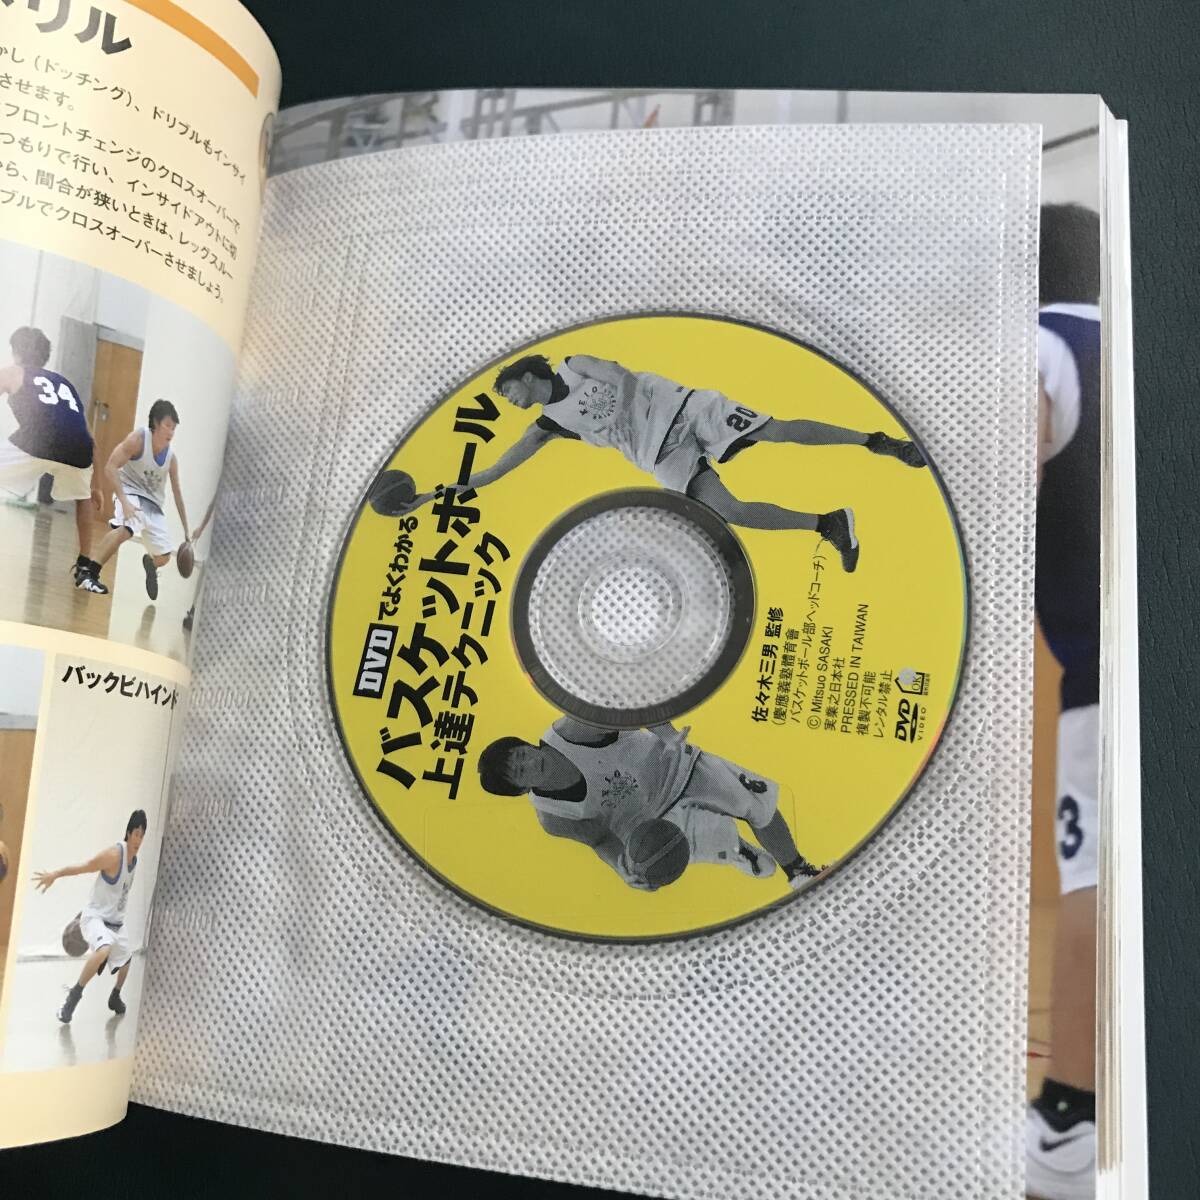 リル
かし(ドッチング)、ドリブルもインサイ
させます。
フロントチェンジのクロスオーバーで
つもりで行い、インサイドアウトに切
から、間合が狭いときは、レッグスルー
ブルでクロスオーバーさせましょう。
34
バックビハインド
DVDでよくわかる
バスケットボール
上達テクニック
KEIO
20
6
佐々木三男 監修
(慶應義塾體育會
バスケットボール部ヘッドコーチ)
© Mitsuo SASAKI
実業之日本社
PRESSED IN TAIWAN
複製不可能
レンタル禁止
DVD
VIDEO
OK
3